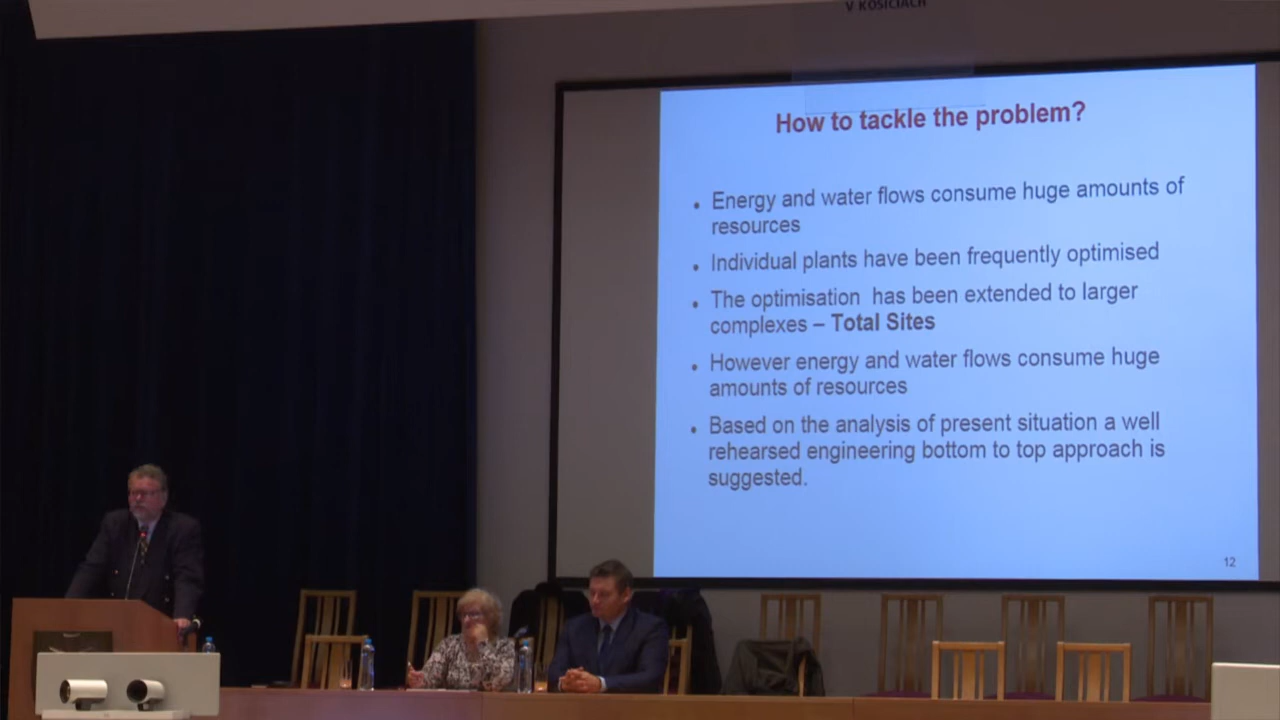 V KOŠICIACH
How to tackle the problem?
• Energy and water flows consume huge amounts of
resources
• Individual plants have been frequently optimised
• The optimisation has been extended to larger
complexes – Total Sites
• However energy and water flows consume huge
amounts of resources
• Based on the analysis of present situation a well
rehearsed engineering bottom to top approach is
suggested.
12